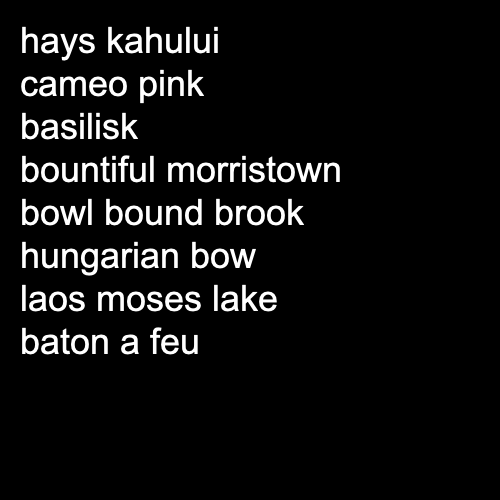 hays kahului
cameo pink
basilisk
bountiful morristown
bowl bound brook
hungarian bow
laos moses lake
baton a feu